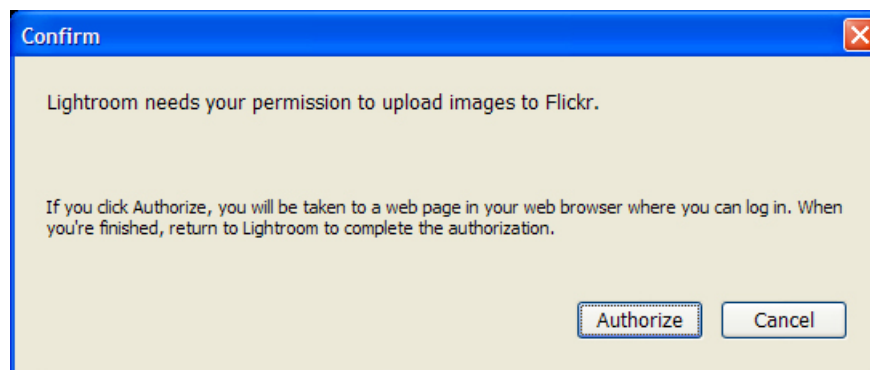 Confirm
Lightroom needs your permission to upload images to Flickr.
If you click Authorize, you will be taken to a web page in your web browser where you can log in. When
you're finished, return to Lightroom to complete the authorization.
Authorize Cancel